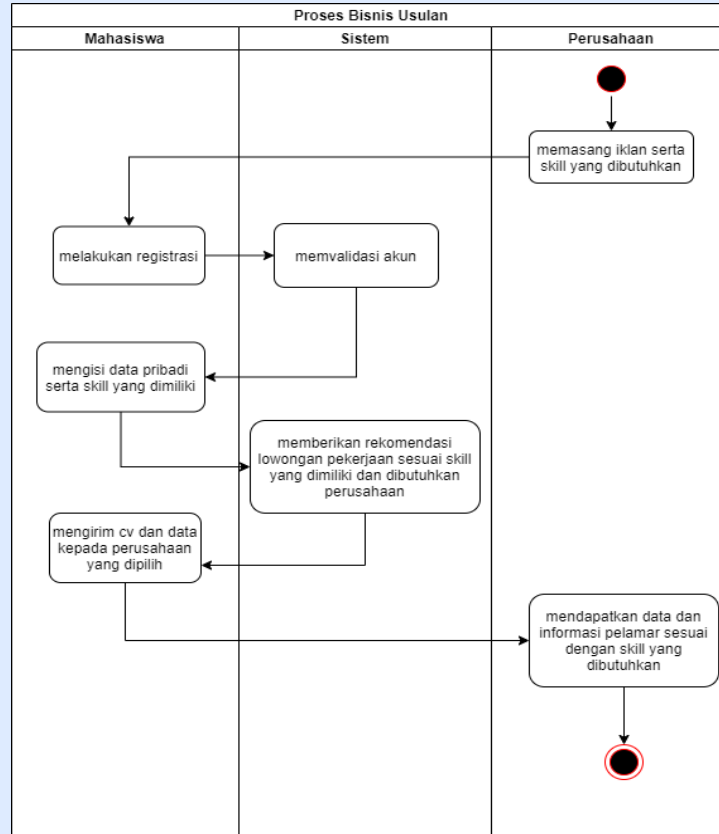 Proses Bisnis Usulan
Mahasiswa
Sistem
Perusahaan
memasang iklan serta
skill yang dibutuhkan
melakukan registrasi
memvalidasi akun
mengisi data pribadi
serta skill yang dimiliki
memberikan rekomendasi
lowongan pekerjaan sesuai skill
yang dimiliki dan dibutuhkan
perusahaan
mengirim cv dan data
kepada perusahaan
yang dipilih
mendapatkan data dan
informasi pelamar sesuai
dengan skill yang
dibutuhkan